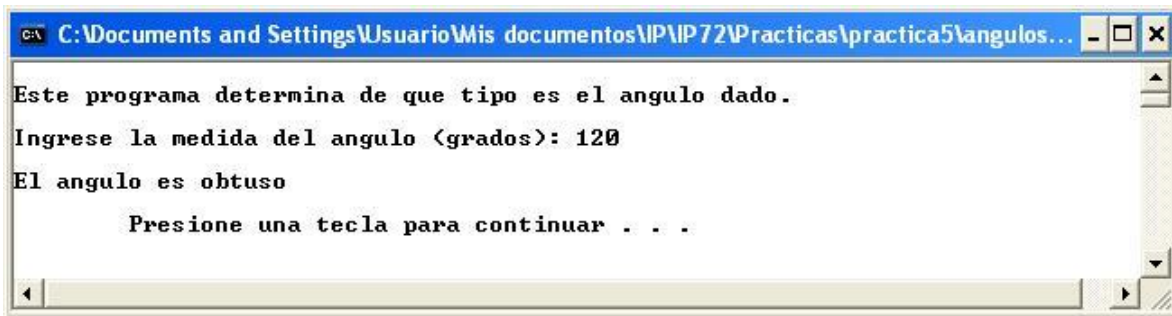 C:\Documents and Settings\Usuario\Mis documentos\IP\IP72\Practicas\practica5\angulos...
Este programa determina de que tipo es el angulo dado.
Ingrese la medida del angulo (grados): 120
El angulo es obtuso
Presione una tecla para continuar . . .